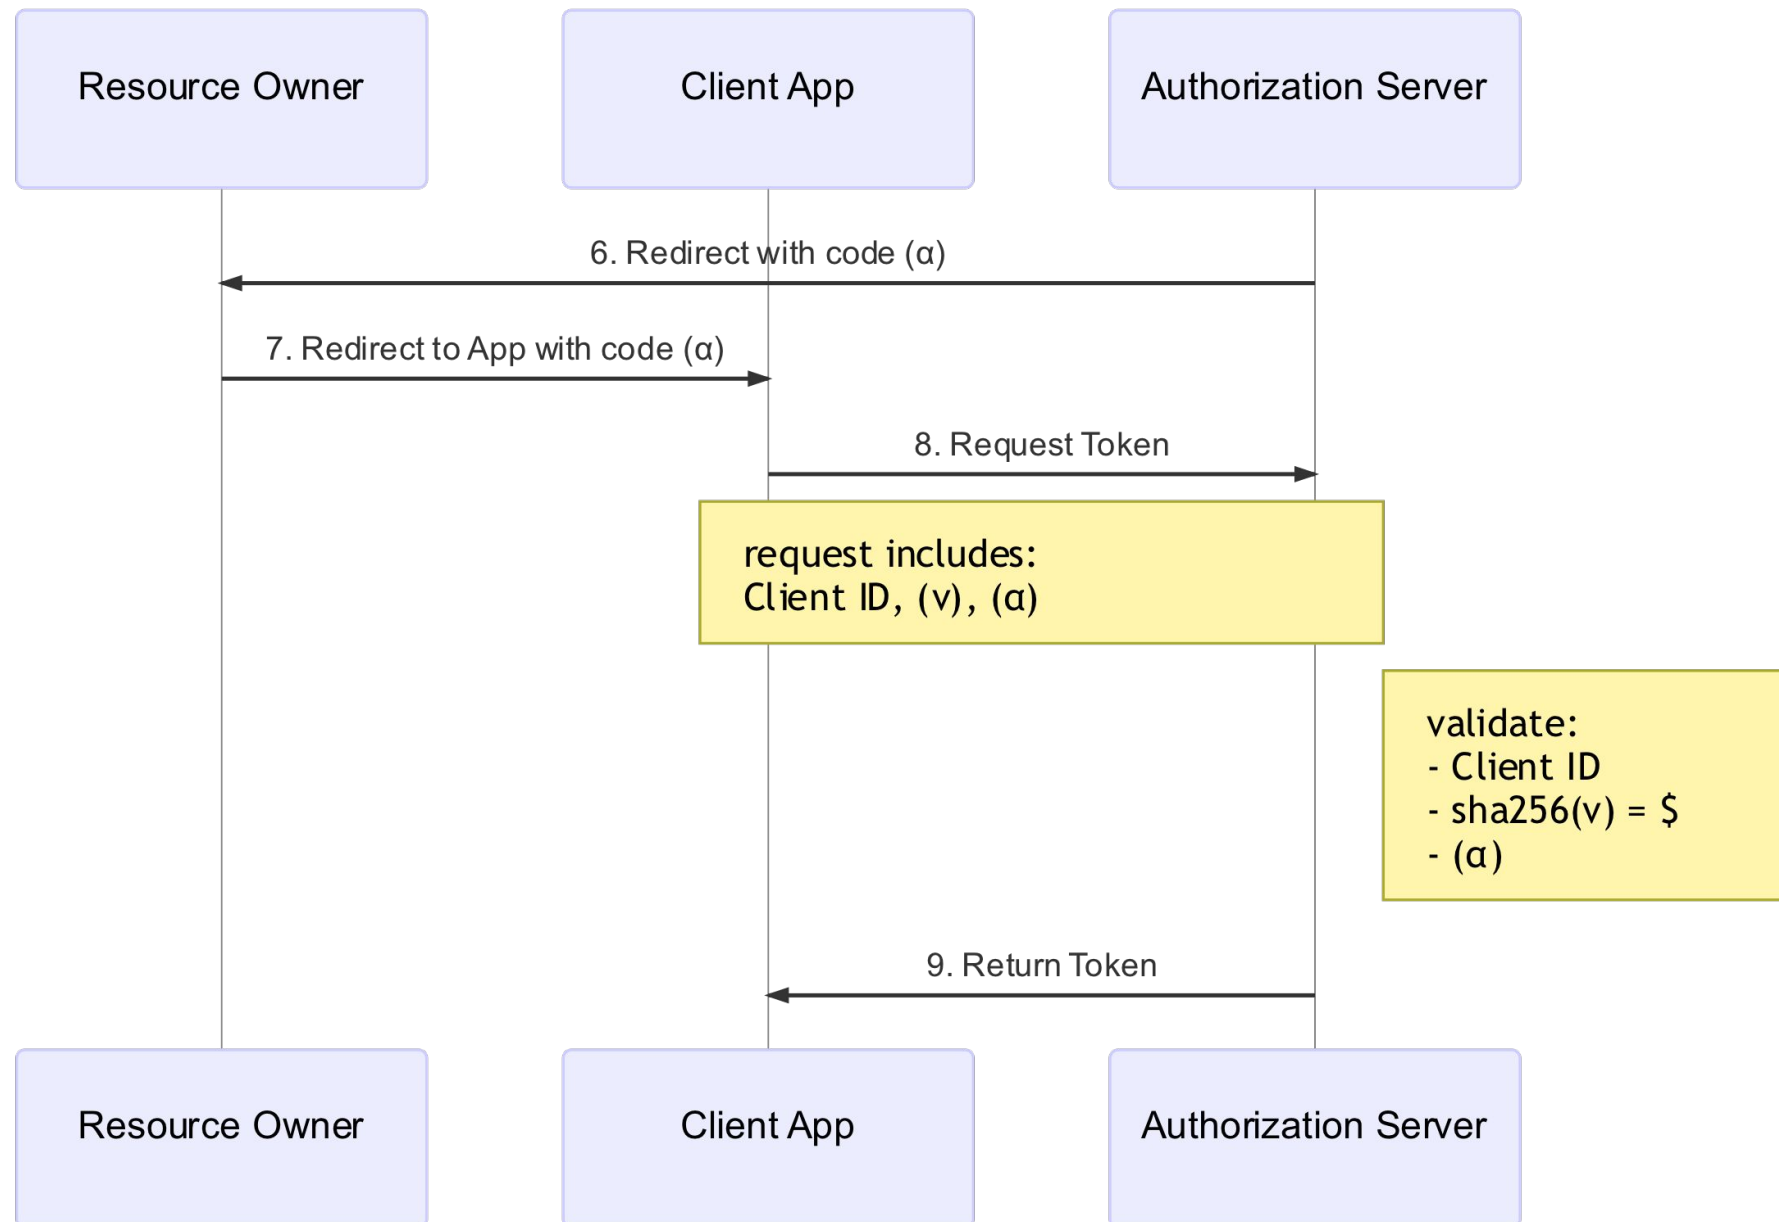 Resource Owner
Client App
Authorization Server
6. Redirect with code (α)
7. Redirect to App with code (α)
8. Request Token
request includes:
Client ID, (v), (α)
validate:
- Client ID
- sha256(v) = $
- (α)
9. Return Token
Resource Owner
Client App
Authorization Server